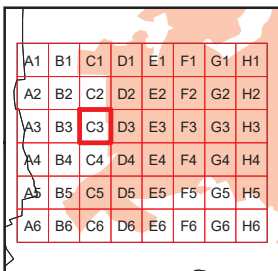 A1 B1 C1 D1 E1 F1 G1 H1
A2 B2 C2 D2 E2 F2 G2 H2
A3 B3 C3 D3 E3 F3 G3 H3
A4 B4 C4 D4 E4 F4 G4 H4
A5 B5 C5 D5 E5 F5 G5 H5
A6 B6 C6 D6 E6 F6 G6 H6